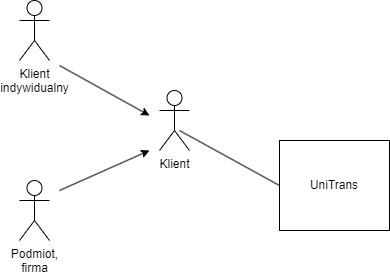 Klient
indywidualny
Klient
UniTrans
Podmiot,
firma